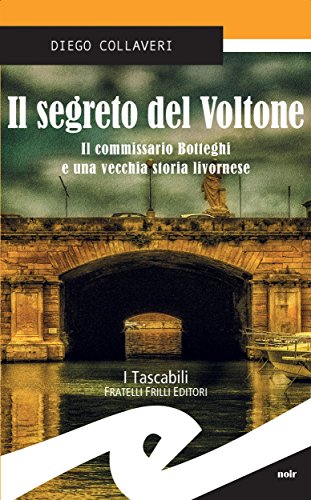 DIEGO COLLAVERI
Il segreto del Voltone
Il commissario Botteghi
e una vecchia storia livornese
I Tascabili
FRATELLI FRILLI EDITORI
noir